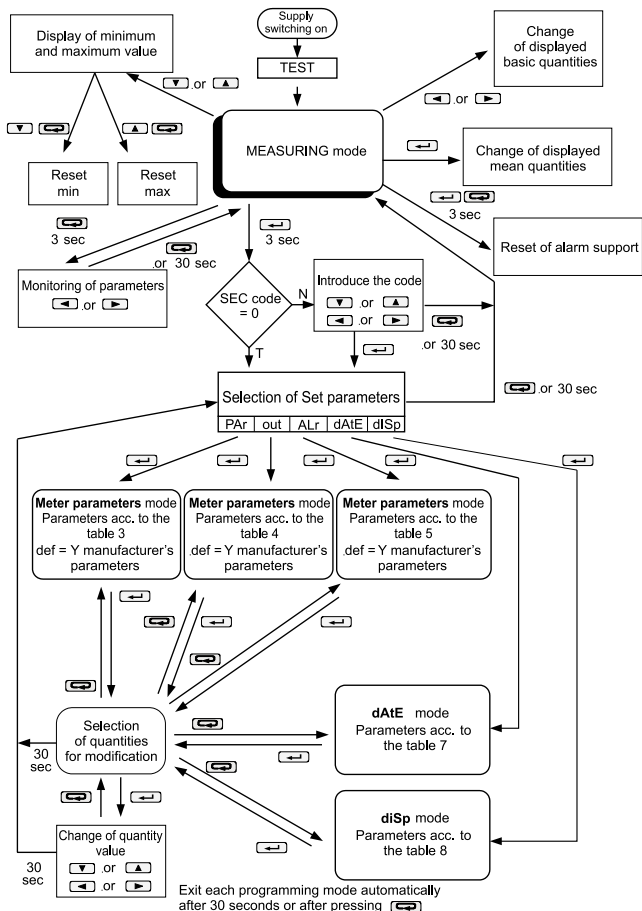 Supply
switching on
TEST
Display of minimum
and maximum value
Change
of displayed
basic quantities
.or
or
MEASURING mode
Change of displayed
mean quantities
Reset
min
Reset
max
3 sec
3 sec
.or 30 sec
3 sec
Reset of alarm support
Monitoring of parameters
.or
SEC code
= 0
N
T
Introduce the code
.or
.or
.or 30 sec
.or 30 sec
Selection of Set parameters
PAr out ALr dAtE dISp
Meter parameters mode
Parameters acc. to the
table 3
.def = Y manufacturer's
parameters
Meter parameters mode
Parameters acc. to the
table 4
.def = Y manufacturer's
parameters
Meter parameters mode
Parameters acc. to the
table 5
.def = Y manufacturer's
parameters
Selection
of quantities
for modification
30
sec
dAtE mode
Parameters acc. to
the table 7
diSp mode
Parameters acc. to
the table 8
Change of quantity
value
.or
.or
30
sec
Exit each programming mode automatically
after 30 seconds or after pressing